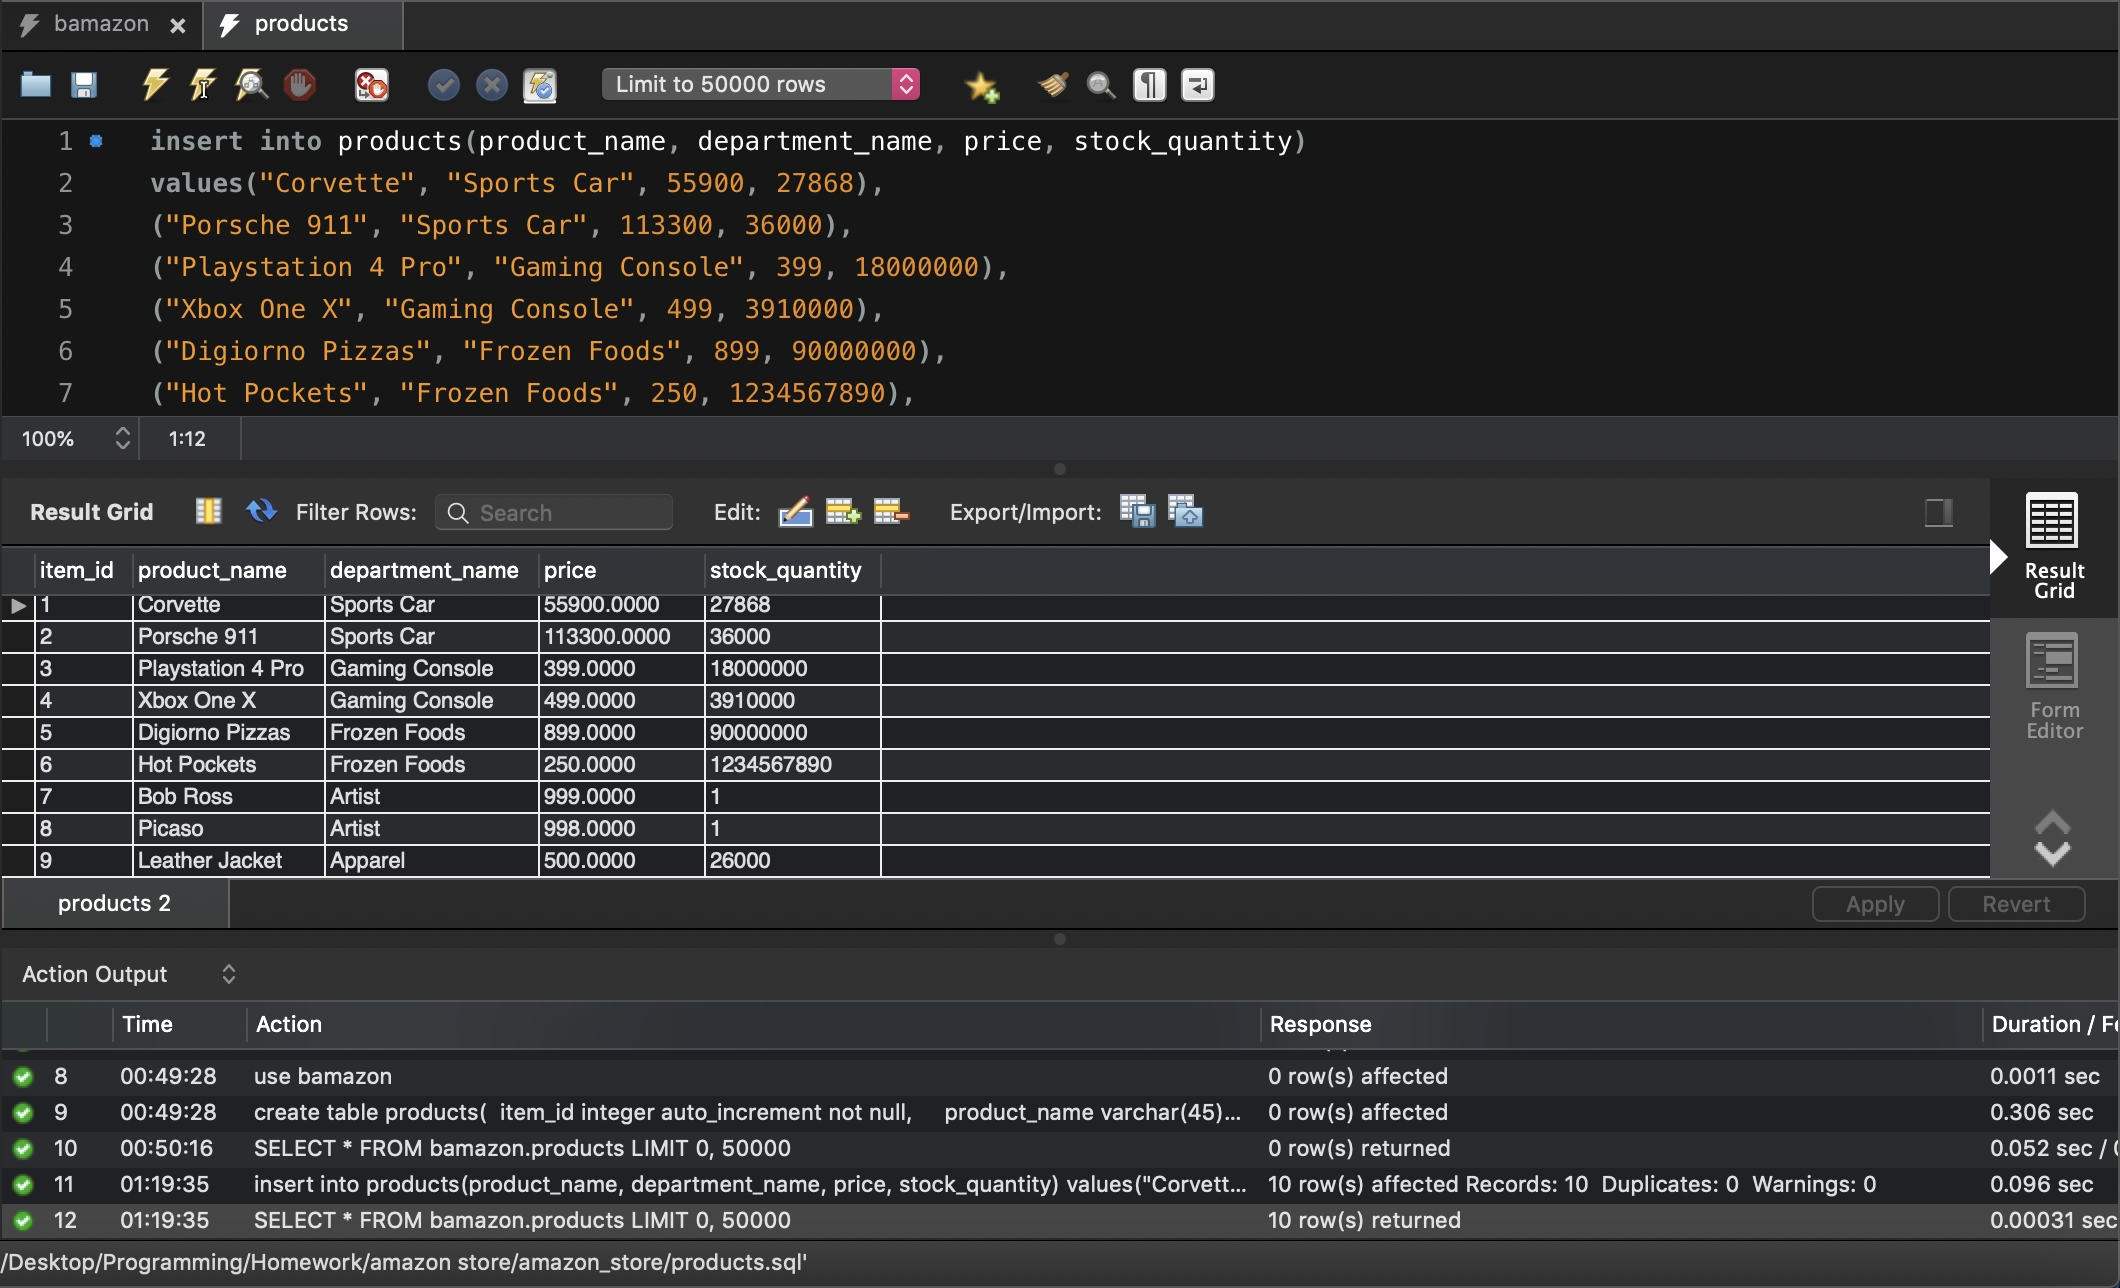 bamazon products
Limit to 50000 rows
1 insert into products(product_name, department_name, price, stock_quantity)
2 values("Corvette", "Sports Car", 55900, 27868),
3 ("Porsche 911", "Sports Car", 113300, 36000),
4 ("Playstation 4 Pro", "Gaming Console", 399, 18000000),
5 ("Xbox One X", "Gaming Console", 499, 3910000),
6 ("Digiorno Pizzas", "Frozen Foods", 899, 90000000),
7 ("Hot Pockets", "Frozen Foods", 250, 1234567890),
100% 1:12
Result Grid Filter Rows: Search Edit: Export/Import:
item_id product_name department_name price stock_quantity
1 Corvette Sports Car 55900.0000 27868
2 Porsche 911 Sports Car 113300.0000 36000
3 Playstation 4 Pro Gaming Console 399.0000 18000000
4 Xbox One X Gaming Console 499.0000 3910000
5 Digiorno Pizzas Frozen Foods 899.0000 90000000
6 Hot Pockets Frozen Foods 250.0000 1234567890
7 Bob Ross Artist 999.0000 1
8 Picaso Artist 998.0000 1
9 Leather Jacket Apparel 500.0000 26000
Result
Grid
Form
Editor
products 2 Apply Revert
Action Output
Time Action Response Duration / F
8 00:49:28 use bamazon 0 row(s) affected 0.0011 sec
9 00:49:28 create table products( item_id integer auto_increment not null, product_name varchar(45)... 0 row(s) affected 0.306 sec
10 00:50:16 SELECT * FROM bamazon.products LIMIT 0, 50000 0 row(s) returned 0.052 sec /
11 01:19:35 insert into products(product_name, department_name, price, stock_quantity) values("Corvett... 10 row(s) affected Records: 10 Duplicates: 0 Warnings: 0 0.096 sec
12 01:19:35 SELECT * FROM bamazon.products LIMIT 0, 50000 10 row(s) returned 0.00031 sec
/Desktop/Programming/Homework/amazon store/amazon_store/products.sql'